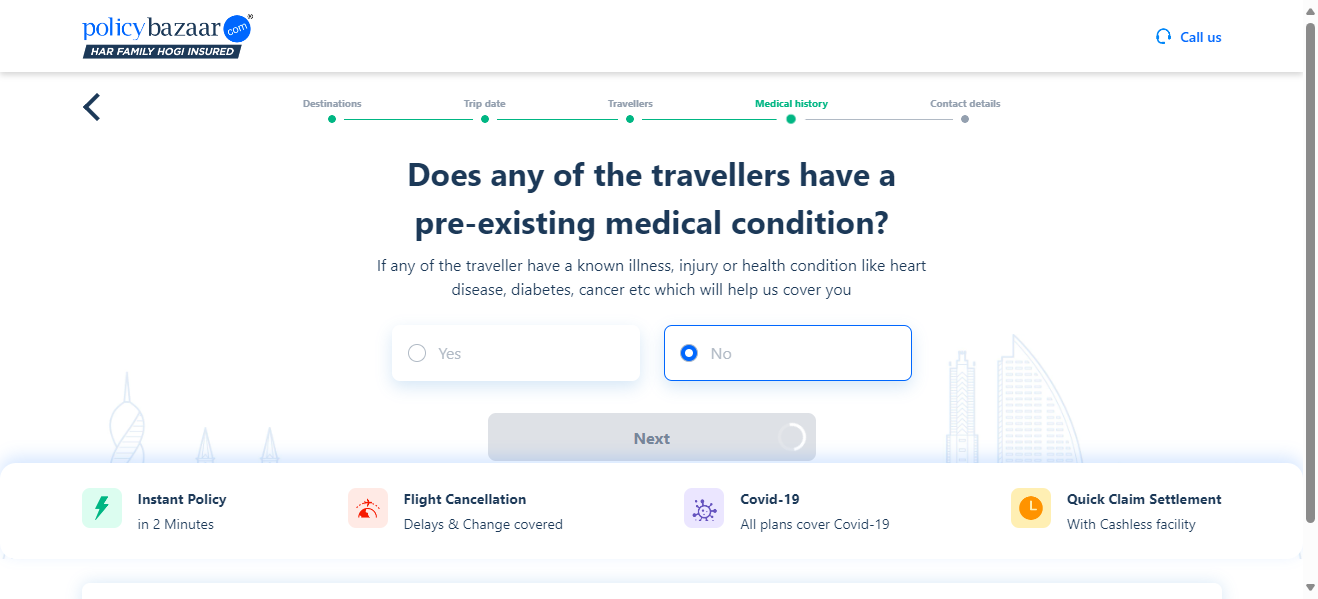 policybazaar.com®
HAR FAMILY HOGI INSURED
Call us
Destinations
Trip date
Travellers
Medical history
Contact details
Does any of the travellers have a
pre-existing medical condition?
If any of the traveller have a known illness, injury or health condition like heart
disease, diabetes, cancer etc which will help us cover you
Yes
No
Next
Instant Policy
in 2 Minutes
Flight Cancellation
Delays & Change covered
Covid-19
All plans cover Covid-19
Quick Claim Settlement
With Cashless facility